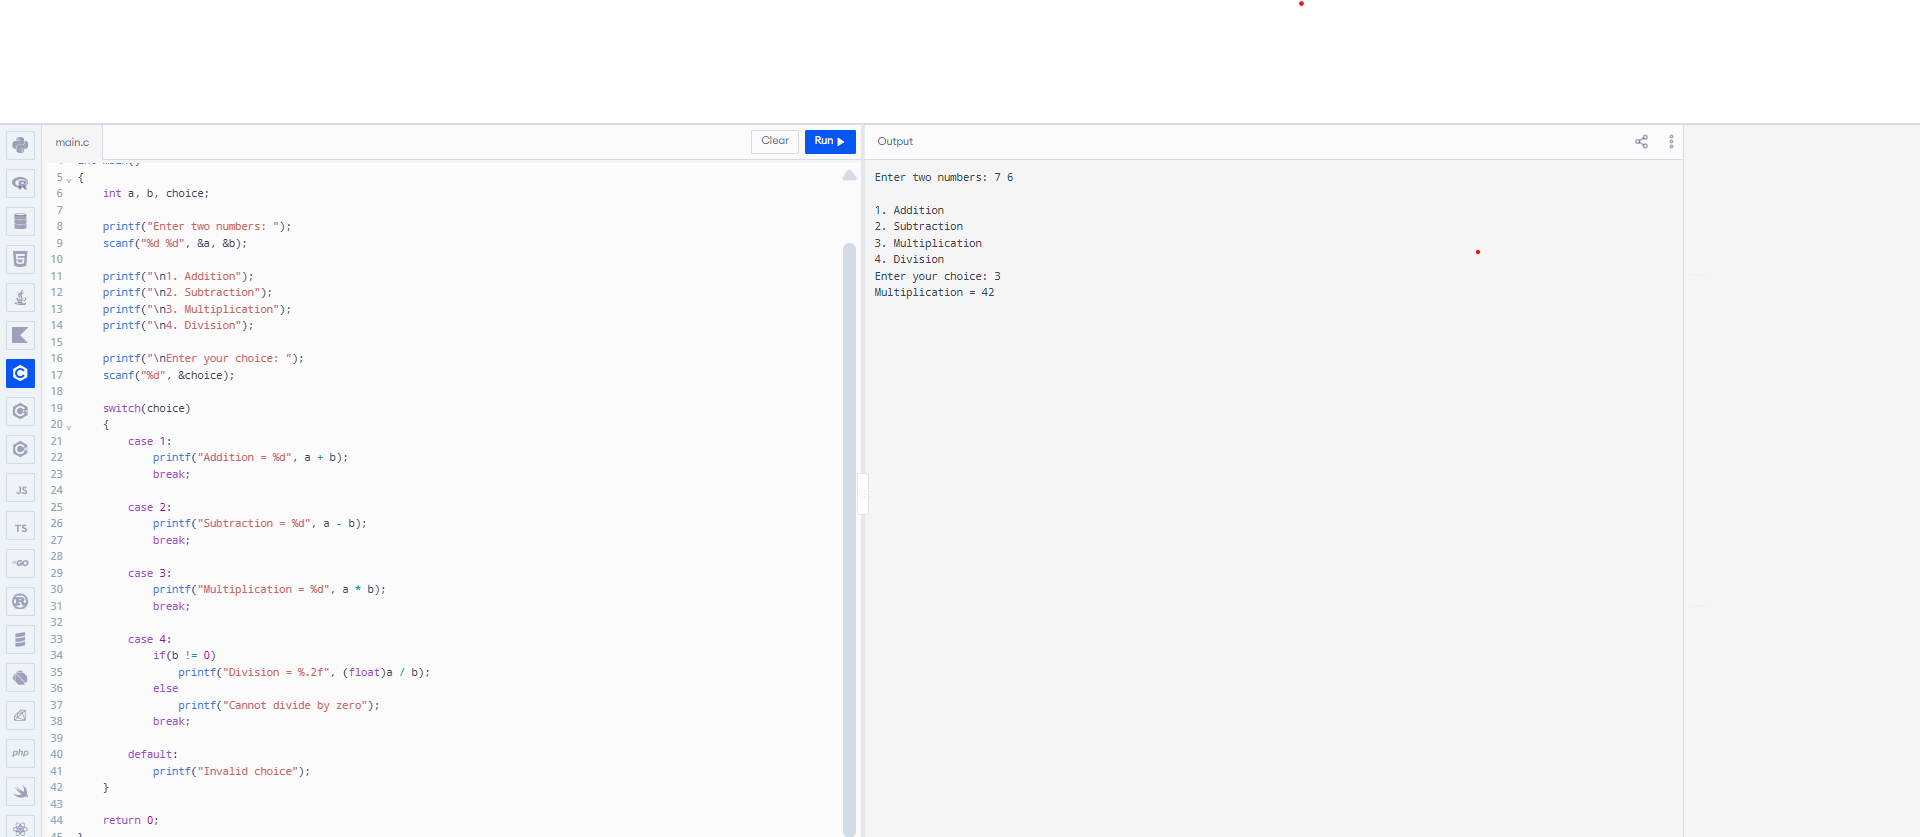 main.c
Clear
Run
Output
5 {
6     int a, b, choice;
7
8     printf("Enter two numbers: ");
9     scanf("%d %d", &a, &b);
10
11     printf("\n1. Addition");
12     printf("\n2. Subtraction");
13     printf("\n3. Multiplication");
14     printf("\n4. Division");
15
16     printf("\nEnter your choice: ");
17     scanf("%d", &choice);
18
19     switch(choice)
20     {
21         case 1:
22             printf("Addition = %d", a + b);
23             break;
24
25         case 2:
26             printf("Subtraction = %d", a - b);
27             break;
28
29         case 3:
30             printf("Multiplication = %d", a * b);
31             break;
32
33         case 4:
34             if(b != 0)
35                 printf("Division = %.2f", (float)a / b);
36             else
37                 printf("Cannot divide by zero");
38             break;
39
40         default:
41             printf("Invalid choice");
42     }
43
44     return 0;
Enter two numbers: 7 6
1. Addition
2. Subtraction
3. Multiplication
4. Division
Enter your choice: 3
Multiplication = 42
JS
TS
GO
php